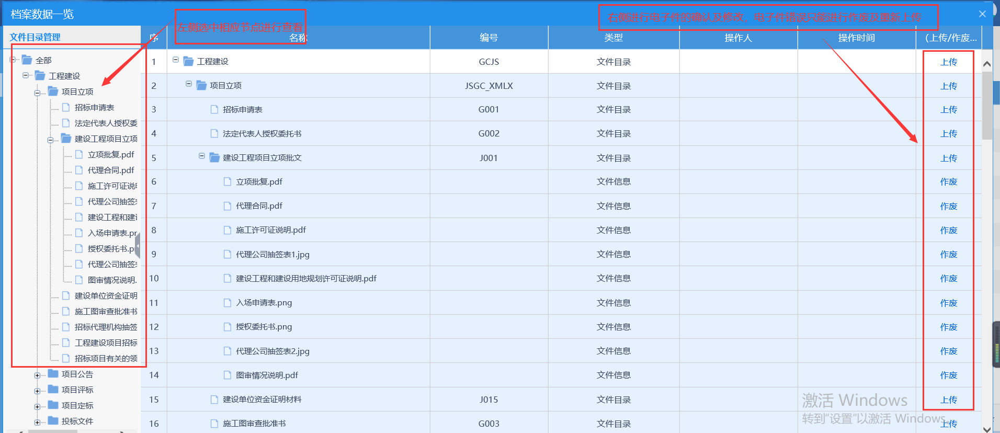 档案数据一览
左侧选中相应节点进行查看
右侧进行电子件的确认及修改，电子件错误只能进行作废及重新上传
文件目录管理
全部
工程建设
项目立项
招标申请表
法定代表人授权委
建设工程项目立项
立项批复.pdf
代理合同.pdf
施工许可证说
代理公司抽签
建设工程和建
入场申请表.pr
授权委托书.p
代理公司抽签
图审情况说明.
建设单位资金证明
施工图审查批准书
招标代理机构抽签
工程建设项目招标
招标项目有关的领
项目公告
项目评标
项目定标
投标文件
序 名称 编号 类型 操作人 操作时间 (上传/作废...
1 工程建设 GCJS 文件目录 上传
2 项目立项 JSGC_XMLX 文件目录 上传
3 招标申请表 G001 文件目录 上传
4 法定代表人授权委托书 G002 文件目录 上传
5 建设工程项目立项批文 J001 文件目录 上传
6 立项批复.pdf 文件信息 作废
7 代理合同.pdf 文件信息 作废
8 施工许可证说明.pdf 文件信息 作废
9 代理公司抽签表1.jpg 文件信息 作废
10 建设工程和建设用地规划许可证说明.pdf 文件信息 作废
11 入场申请表.png 文件信息 作废
12 授权委托书.png 文件信息 作废
13 代理公司抽签表2.jpg 文件信息 作废
14 图审情况说明.pdf 文件信息 作废
15 建设单位资金证明材料 J015 文件目录 上传
16 施工图审查批准书 G003 文件目录 上传
激活 Windows
转到“设置”以激活 Windows。